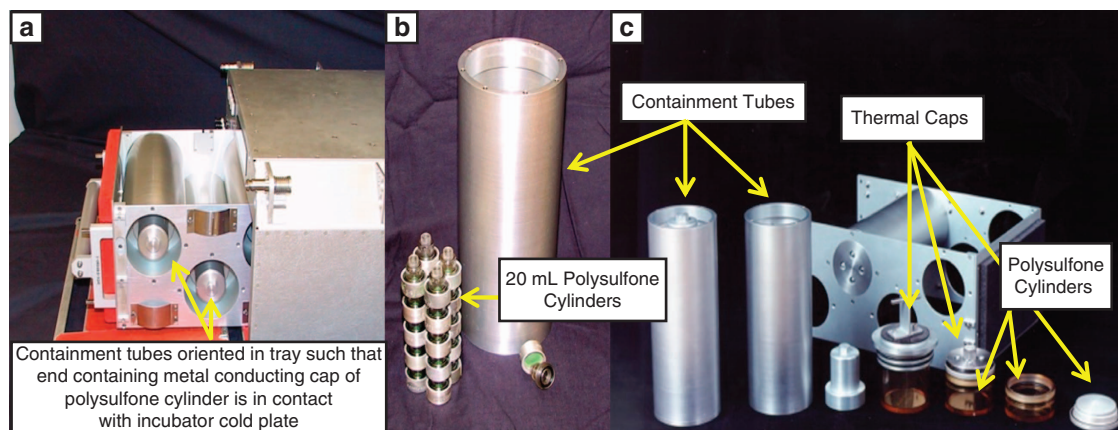 a
Containment tubes oriented in tray such that
end containing metal conducting cap of
polysulfone cylinder is in contact
with incubator cold plate
b
20 mL Polysulfone
Cylinders
c
Containment Tubes
Thermal Caps
Polysulfone
Cylinders